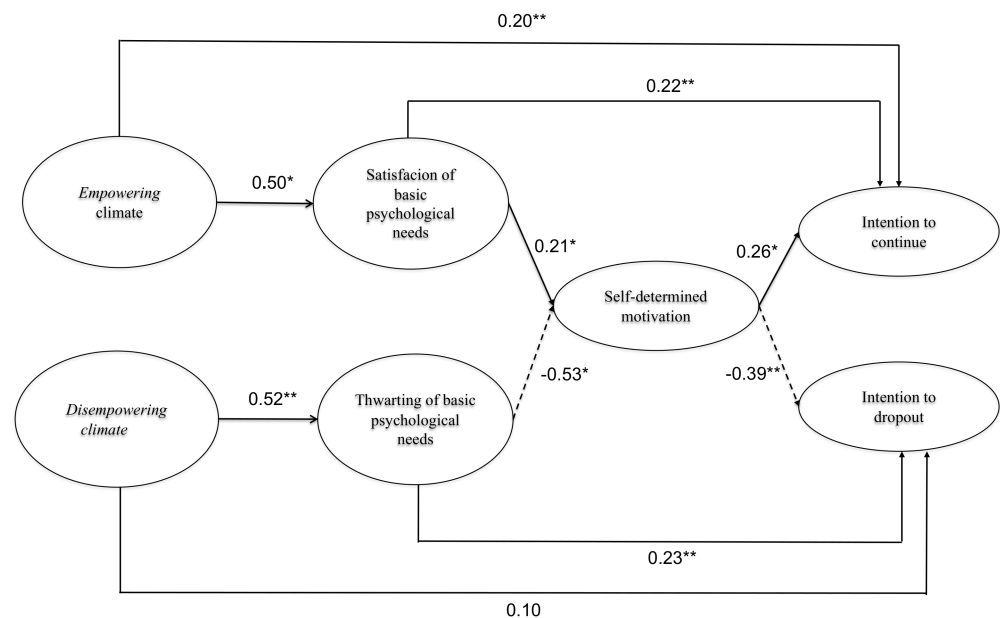 0.20**
0.22**
Empowering
climate
0.50*
Satisfacion of
basic
psychological
needs
0.21*
Self-determined
motivation
0.26*
Intention to
continue
Disempowering
climate
0.52**
Thwarting of basic
psychological
needs
-0.53*
-0.39**
Intention to
dropout
0.23**
0.10